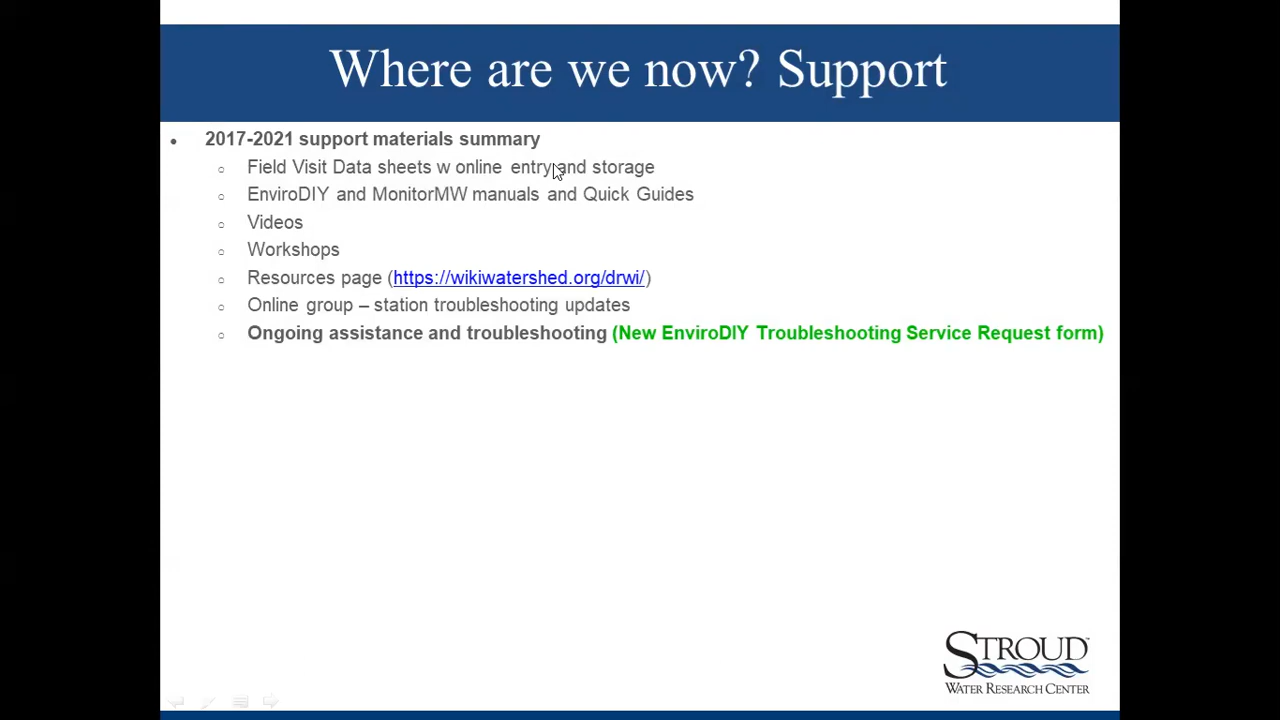 Where are we now? Support
• 2017-2021 support materials summary
○ Field Visit Data sheets w online entry and storage
○ EnviroDIY and MonitorMW manuals and Quick Guides
○ Videos
○ Workshops
○ Resources page (https://wikiwatershed.org/drwi/)
○ Online group – station troubleshooting updates
○ Ongoing assistance and troubleshooting (New EnviroDIY Troubleshooting Service Request form)
STROUD™
WATER RESEARCH CENTER